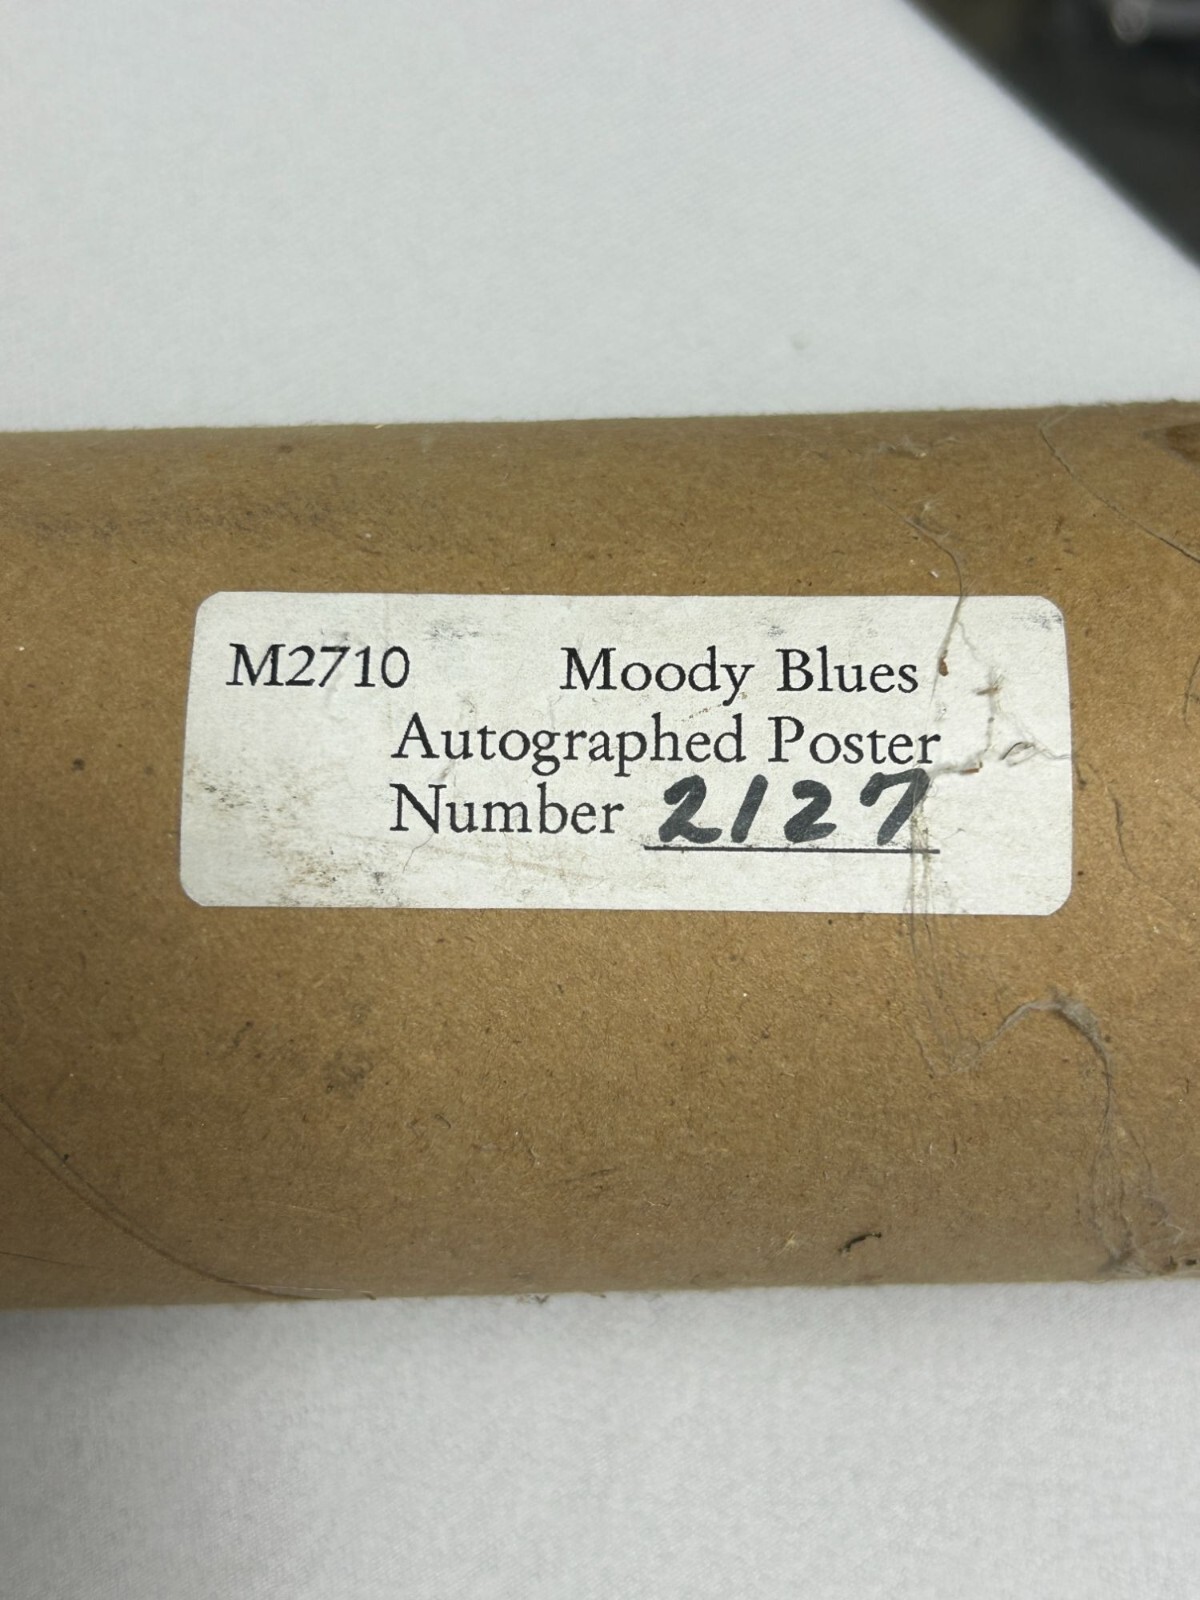 M2710 Moody Blues
Autographed Poster
Number 2127